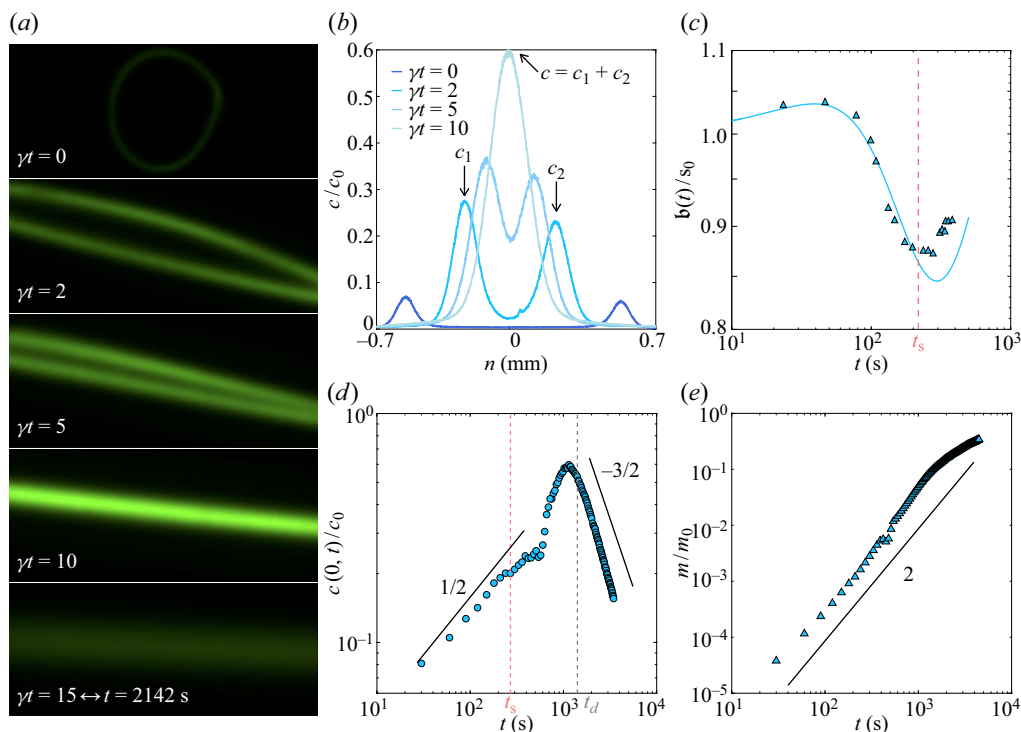 (a)
γt = 0
γt = 2
γt = 5
γt = 10
γt = 15 ↔ t = 2142 s
(b)
0.6
0.5
0.4
0.3
0.2
0.1
0
c/c₀
γt = 0
γt = 2
γt = 5
γt = 10
c = c₁ + c₂
c₁
c₂
–0.7
0
0.7
n (mm)
(c)
1.1
1.0
0.9
0.8
b(t)/s₀
10¹
10²
tₛ
10³
t (s)
(d)
10⁰
10⁻¹
c(0, t)/c₀
1/2
–3/2
10¹
10²
tₛ
10³
t_d
10⁴
t (s)
(e)
10⁰
10⁻¹
10⁻²
10⁻³
10⁻⁴
10⁻⁵
m/m₀
2
10¹
10²
10³
10⁴
t (s)